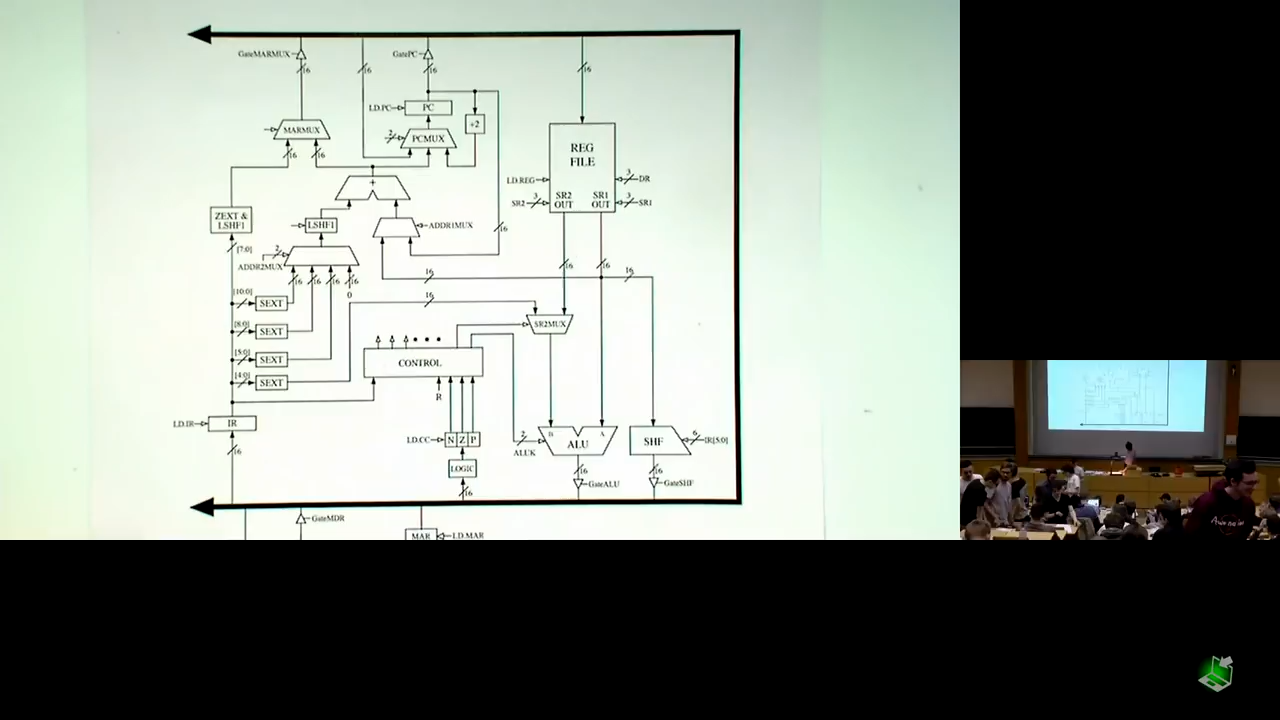 GateMARMUX
16
16
GatePC
16
16
LD.PC
PC
+2
MARMUX
2
PCMUX
16
16
REG
FILE
LD.REG
3
DR
SR2
3
SR2
OUT
SR1
OUT
3
SR1
+
ZEXT &
LSHF1
LSHF1
ADDR1MUX
16
[7:0]
2
ADDR2MUX
16
16
16
16
0
16
16
16
16
[10:0]
SEXT
16
[8:0]
SEXT
SR2MUX
[5:0]
SEXT
CONTROL
[4:0]
SEXT
R
LD.IR
IR
16
LD.CC
N Z P
2
ALUK
B
ALU
A
SHF
6
IR[5:0]
LOGIC
16
16
GateALU
16
GateSHF
GateMDR
MAR
LD.MAR